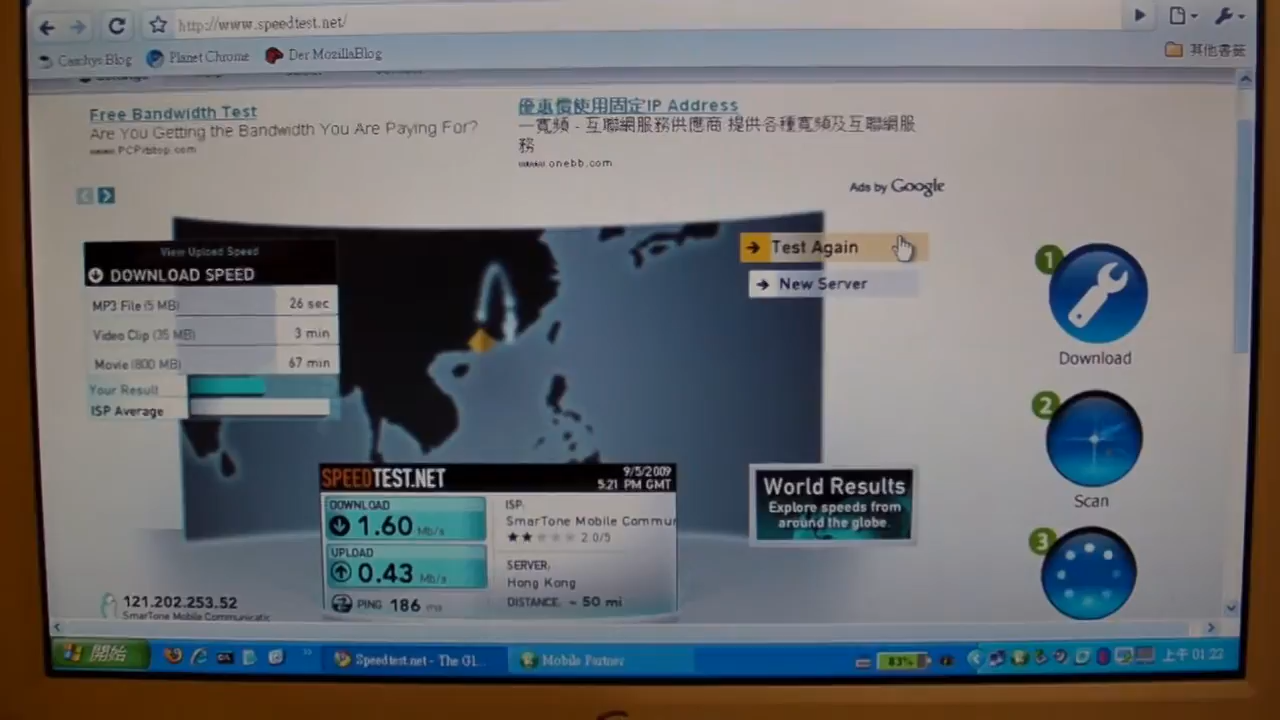 http://www.speedtest.net/
Caschys Blog
Planet Chrome
Der MozillaBlog
其他書籤
Free Bandwidth Test
Are You Getting the Bandwidth You Are Paying For?
www.PCPitstop.com
優惠價使用固定IP Address
一寬頻 - 互聯網服務供應商 提供各種寬頻及互聯網服
務
www.onebb.com
Ads by Google
View Upload Speed
DOWNLOAD SPEED
MP3 File (5 MB) 26 sec
Video Clip (35 MB) 3 min
Movie (800 MB) 67 min
Your Result
ISP Average
Test Again
New Server
1
Download
2
Scan
3
SPEEDTEST.NET
9/5/2009
5:21 PM GMT
DOWNLOAD
1.60 Mb/s
UPLOAD
0.43 Mb/s
PING 186 ms
ISP:
SmarTone Mobile Commun
2.0/5
SERVER:
Hong Kong
DISTANCE: ~ 50 mi
World Results
Explore speeds from
around the globe.
121.202.253.52
SmarTone Mobile Communicatic
開始
Speedtest.net - The Gl...
Mobile Partner
83%
上午 01:22